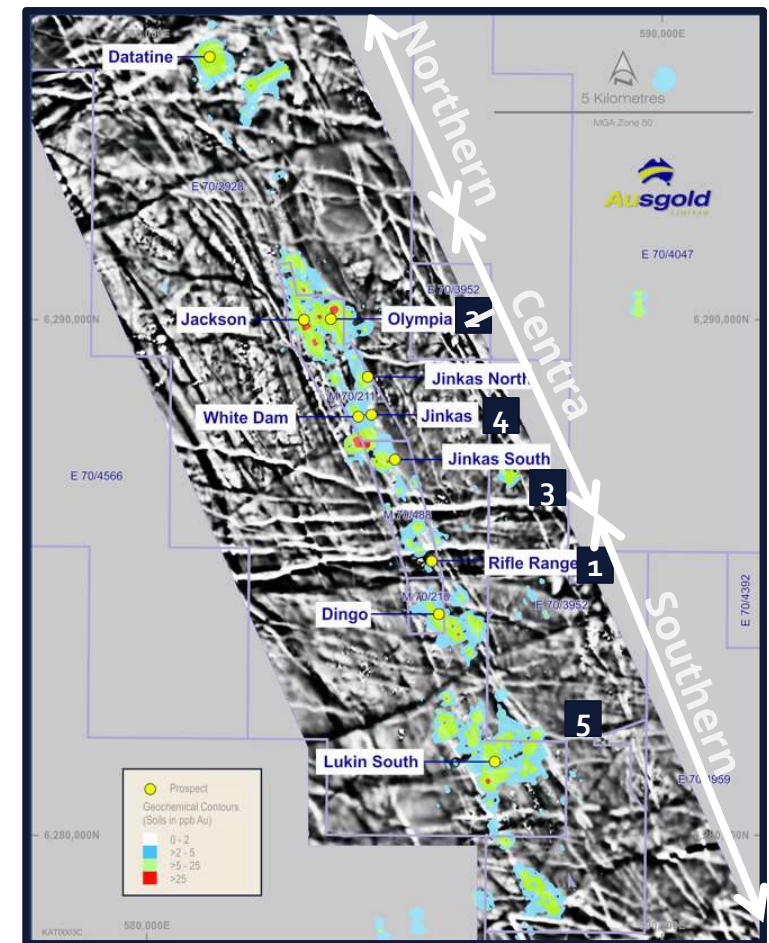 590,000E
Datatine
Northern
5 Kilometres
MGA Zone 50
E 70/2928
Ausgold
LIMITED
E 70/4047
E 70/3952
6,290,000N
Jackson
Olympia
2
6,290,000N
Centra
Jinkas North
M 70/211
White Dam
Jinkas
4
Jinkas South
E 70/4566
3
M 70/488
Rifle Range
1
E 70/3952
E 70/4392
Dingo
Southern
5
Lukin South
Prospect
Geochemical Contours
(Soils in ppb Au)
0 - 2
>2 - 5
>5 - 25
>25
6,280,000N
580,000E
KAT0003C